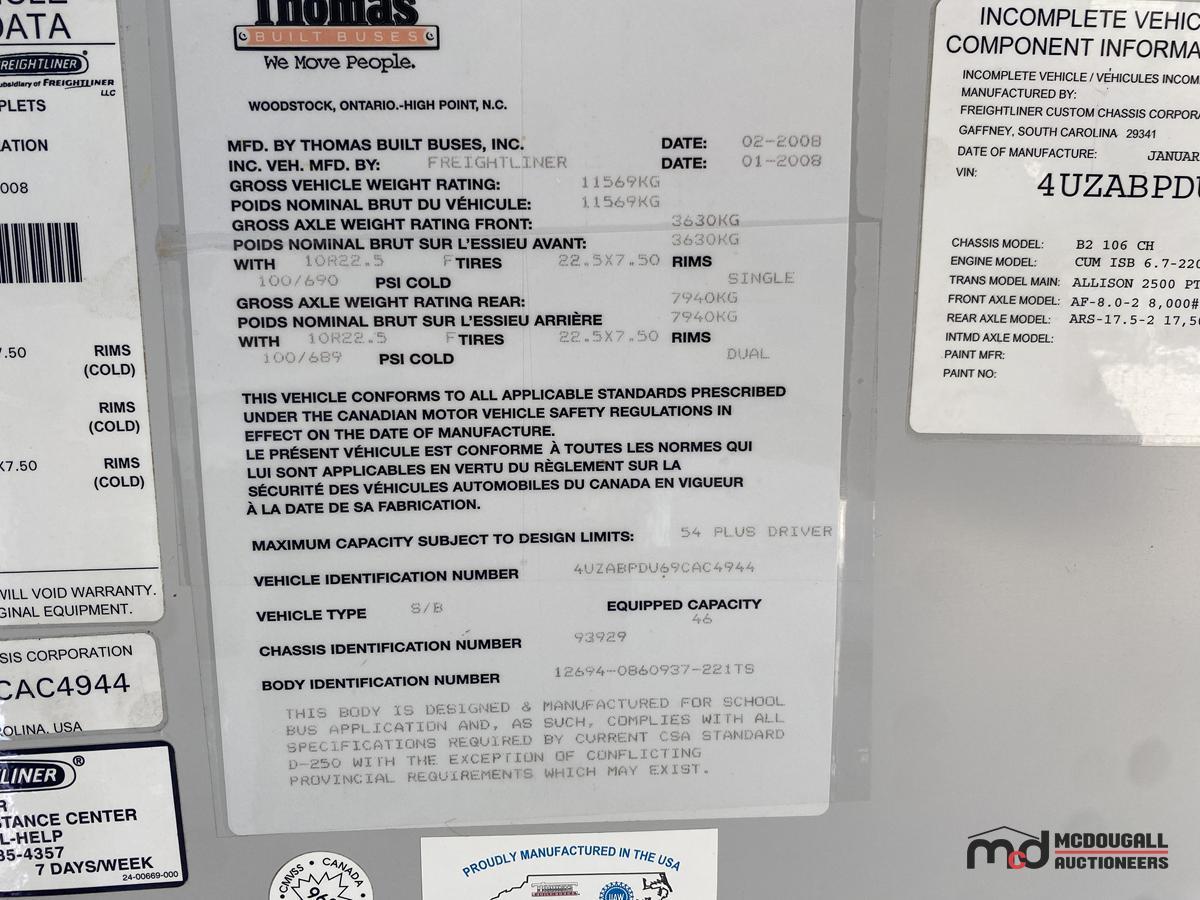 DATA
FREIGHTLINER
FREIGHTLINER
LLC
2008
7.50 RIMS
(COLD)
RIMS
(COLD)
X7.50 RIMS
(COLD)
WILL VOID WARRANTY.
EQUIPMENT.
CORPORATION
CAC4944
USA
LINER®
CENTER
L-HELP
4357
7 DAYS/WEEK
24-00669-000
Thomas
BUILT BUSES
We Move People.
WOODSTOCK, ONTARIO.-HIGH POINT, N.C.
MFD. BY THOMAS BUILT BUSES, INC. DATE: 02-2008
INC. VEH. MFD. BY: FREIGHTLINER DATE: 01-2008
GROSS VEHICLE WEIGHT RATING: 11569KG
POIDS NOMINAL BRUT DU VÉHICULE: 11569KG
GROSS AXLE WEIGHT RATING FRONT: 3630KG
POIDS NOMINAL BRUT SUR L'ESSIEU AVANT: 3630KG
WITH 10R22.5 F TIRES 22.5X7.50 RIMS
100/690 PSI COLD SINGLE
GROSS AXLE WEIGHT RATING REAR: 7940KG
POIDS NOMINAL BRUT SUR L'ESSIEU ARRIÈRE 7940KG
WITH 10R22.5 F TIRES 22.5X7.50 RIMS
100/689 PSI COLD DUAL
THIS VEHICLE CONFORMS TO ALL APPLICABLE STANDARDS PRESCRIBED
UNDER THE CANADIAN MOTOR VEHICLE SAFETY REGULATIONS IN
EFFECT ON THE DATE OF MANUFACTURE.
LE PRÉSENT VÉHICULE EST CONFORME À TOUTES LES NORMES QUI
LUI SONT APPLICABLES EN VERTU DU RÈGLEMENT SUR LA
SÉCURITÉ DES VÉHICULES AUTOMOBILES DU CANADA EN VIGUEUR
À LA DATE DE SA FABRICATION.
MAXIMUM CAPACITY SUBJECT TO DESIGN LIMITS: 54 PLUS DRIVER
VEHICLE IDENTIFICATION NUMBER 4UZABPDU69CAC4944
VEHICLE TYPE S/B EQUIPPED CAPACITY
46
CHASSIS IDENTIFICATION NUMBER 93929
BODY IDENTIFICATION NUMBER 12694-0860937-221TS
THIS BODY IS DESIGNED & MANUFACTURED FOR SCHOOL
BUS APPLICATION AND, AS SUCH, COMPLIES WITH ALL
SPECIFICATIONS REQUIRED BY CURRENT CSA STANDARD
D-250 WITH THE EXCEPTION OF CONFLICTING
PROVINCIAL REQUIREMENTS WHICH MAY EXIST.
CMVSS • CANADA •
PROUDLY MANUFACTURED IN THE USA
THOMAS
UAW
INCOMPLETE VEHIC
COMPONENT INFORMA
INCOMPLETE VEHICLE / VÉHICULES INCOM
MANUFACTURED BY:
FREIGHTLINER CUSTOM CHASSIS CORPORA
GAFFNEY, SOUTH CAROLINA 29341
DATE OF MANUFACTURE: JANUAR
VIN: 4UZABPDU
CHASSIS MODEL: B2 106 CH
ENGINE MODEL: CUM ISB 6.7-220
TRANS MODEL MAIN: ALLISON 2500 PT
FRONT AXLE MODEL: AF-8.0-2 8,000#
REAR AXLE MODEL: ARS-17.5-2 17,50
INTMD AXLE MODEL:
PAINT MFR:
PAINT NO:
mcd MCDOUGALL
AUCTIONEERS